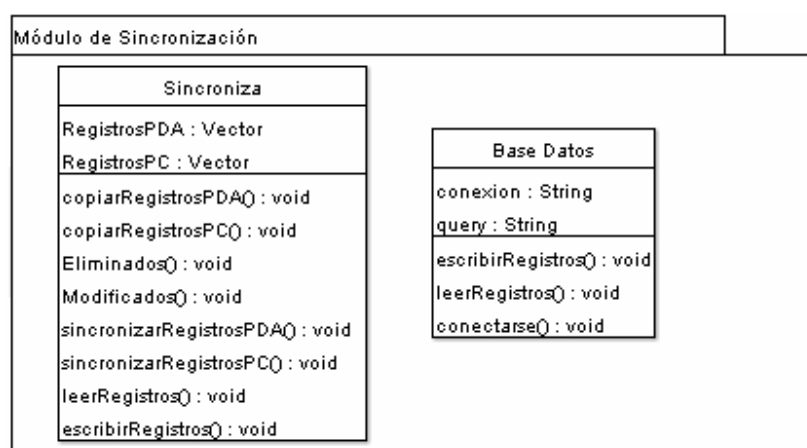 Módulo de Sincronización
Sincroniza
RegistrosPDA : Vector
RegistrosPC : Vector
copiarRegistrosPDA() : void
copiarRegistrosPC() : void
Eliminados() : void
Modificados() : void
sincronizarRegistrosPDA() : void
sincronizarRegistrosPC() : void
leerRegistros() : void
escribirRegistros() : void
Base Datos
conexion : String
query : String
escribirRegistros() : void
leerRegistros() : void
conectarse() : void